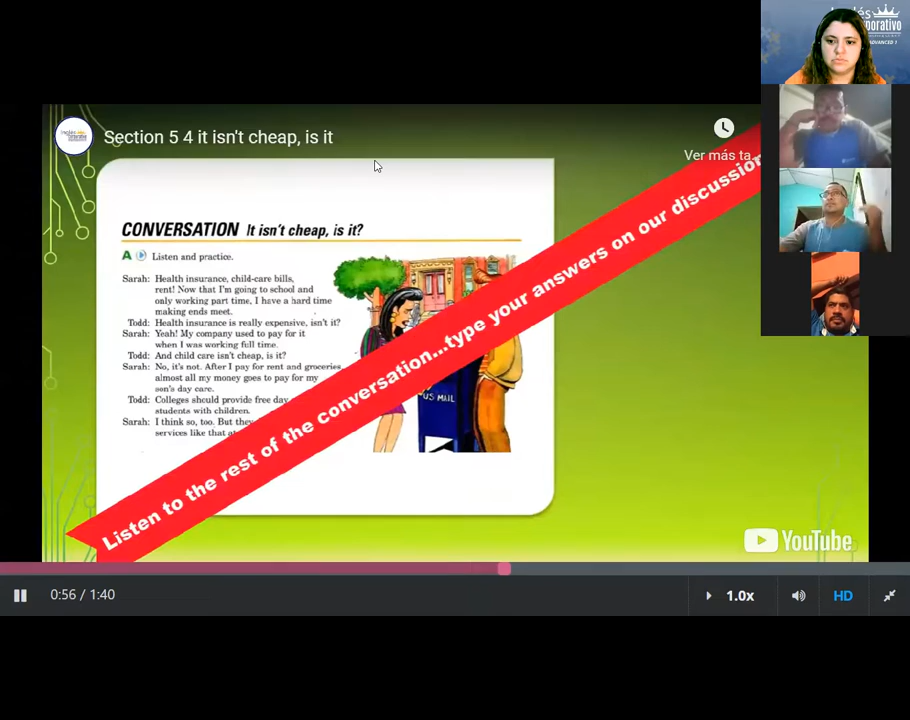 Inglés
Corporativo
ADVANCED 1
Section 5 4 it isn't cheap, is it
Ver más ta...
CONVERSATION It isn't cheap, is it?
A Listen and practice.
Sarah: Health insurance, child-care bills,
rent! Now that I'm going to school and
only working part time, I have a hard time
making ends meet.
Todd: Health insurance is really expensive, isn't it?
Sarah: Yeah! My company used to pay for it
when I was working full time.
Todd: And child care isn't cheap, is it?
Sarah: No, it's not. After I pay for rent and groceries,
almost all my money goes to pay for my
son's day care.
Todd: Colleges should provide free day
students with children.
Sarah: I think so, too. But they
services like that at
US MAIL
Listen to the rest of the conversation...type your answers on our discussion
YouTube
0:56 / 1:40
1.0x
HD